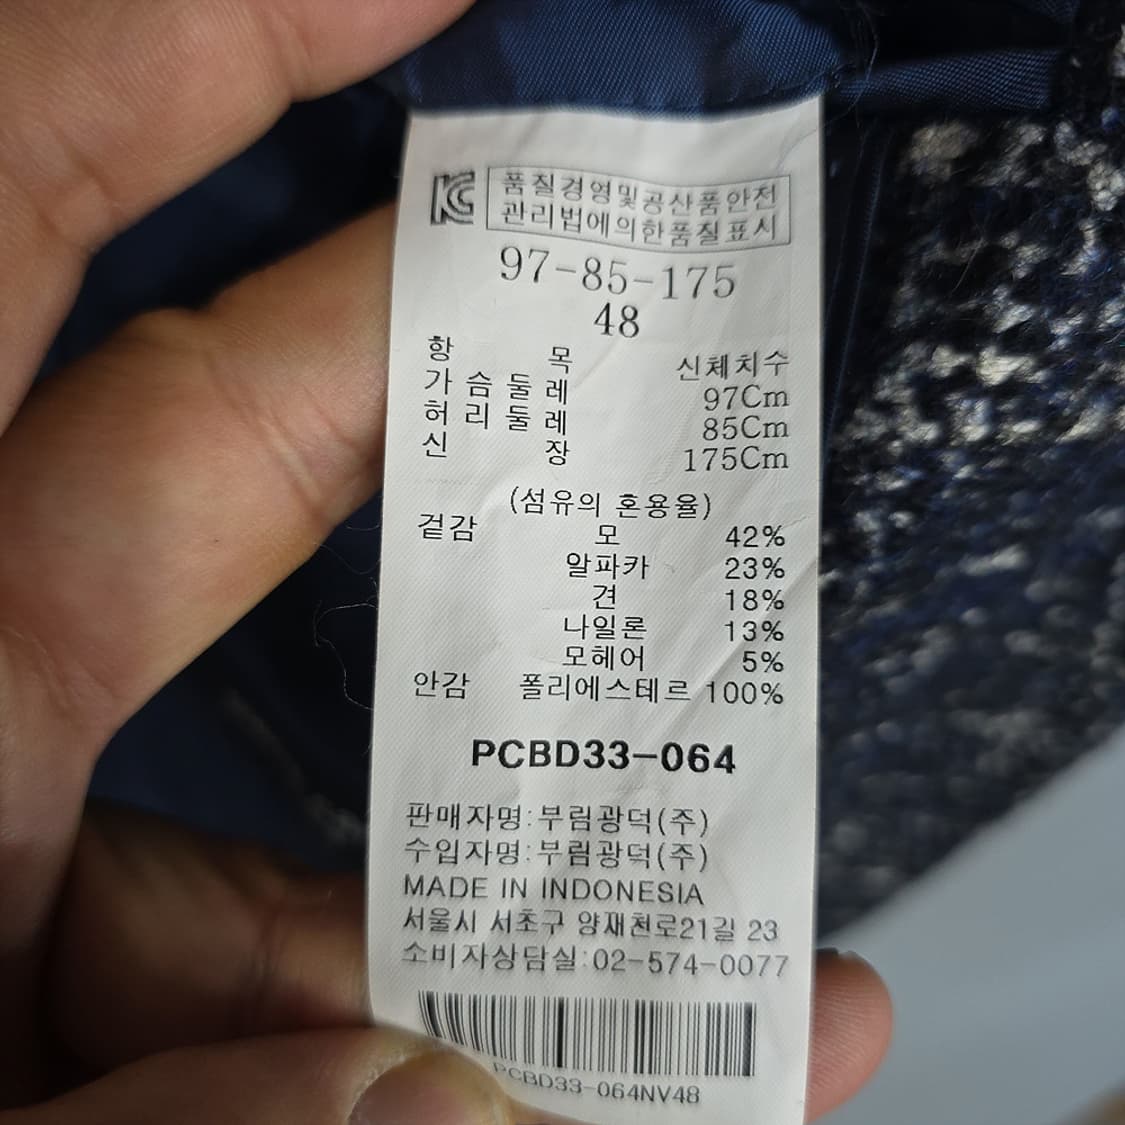 KC
품질경영및공산품안전
관리법에의한품질표시
97-85-175
48
항 목 신체치수
가슴둘레 97Cm
허리둘레 85Cm
신 장 175Cm
(섬유의 혼용율)
겉감 모 42%
알파카 23%
견 18%
나일론 13%
모헤어 5%
안감 폴리에스테르 100%
PCBD33-064
판매자명:부림광덕(주)
수입자명:부림광덕(주)
MADE IN INDONESIA
서울시 서초구 양재천로21길 23
소비자상담실:02-574-0077
PCBD33-064NV48